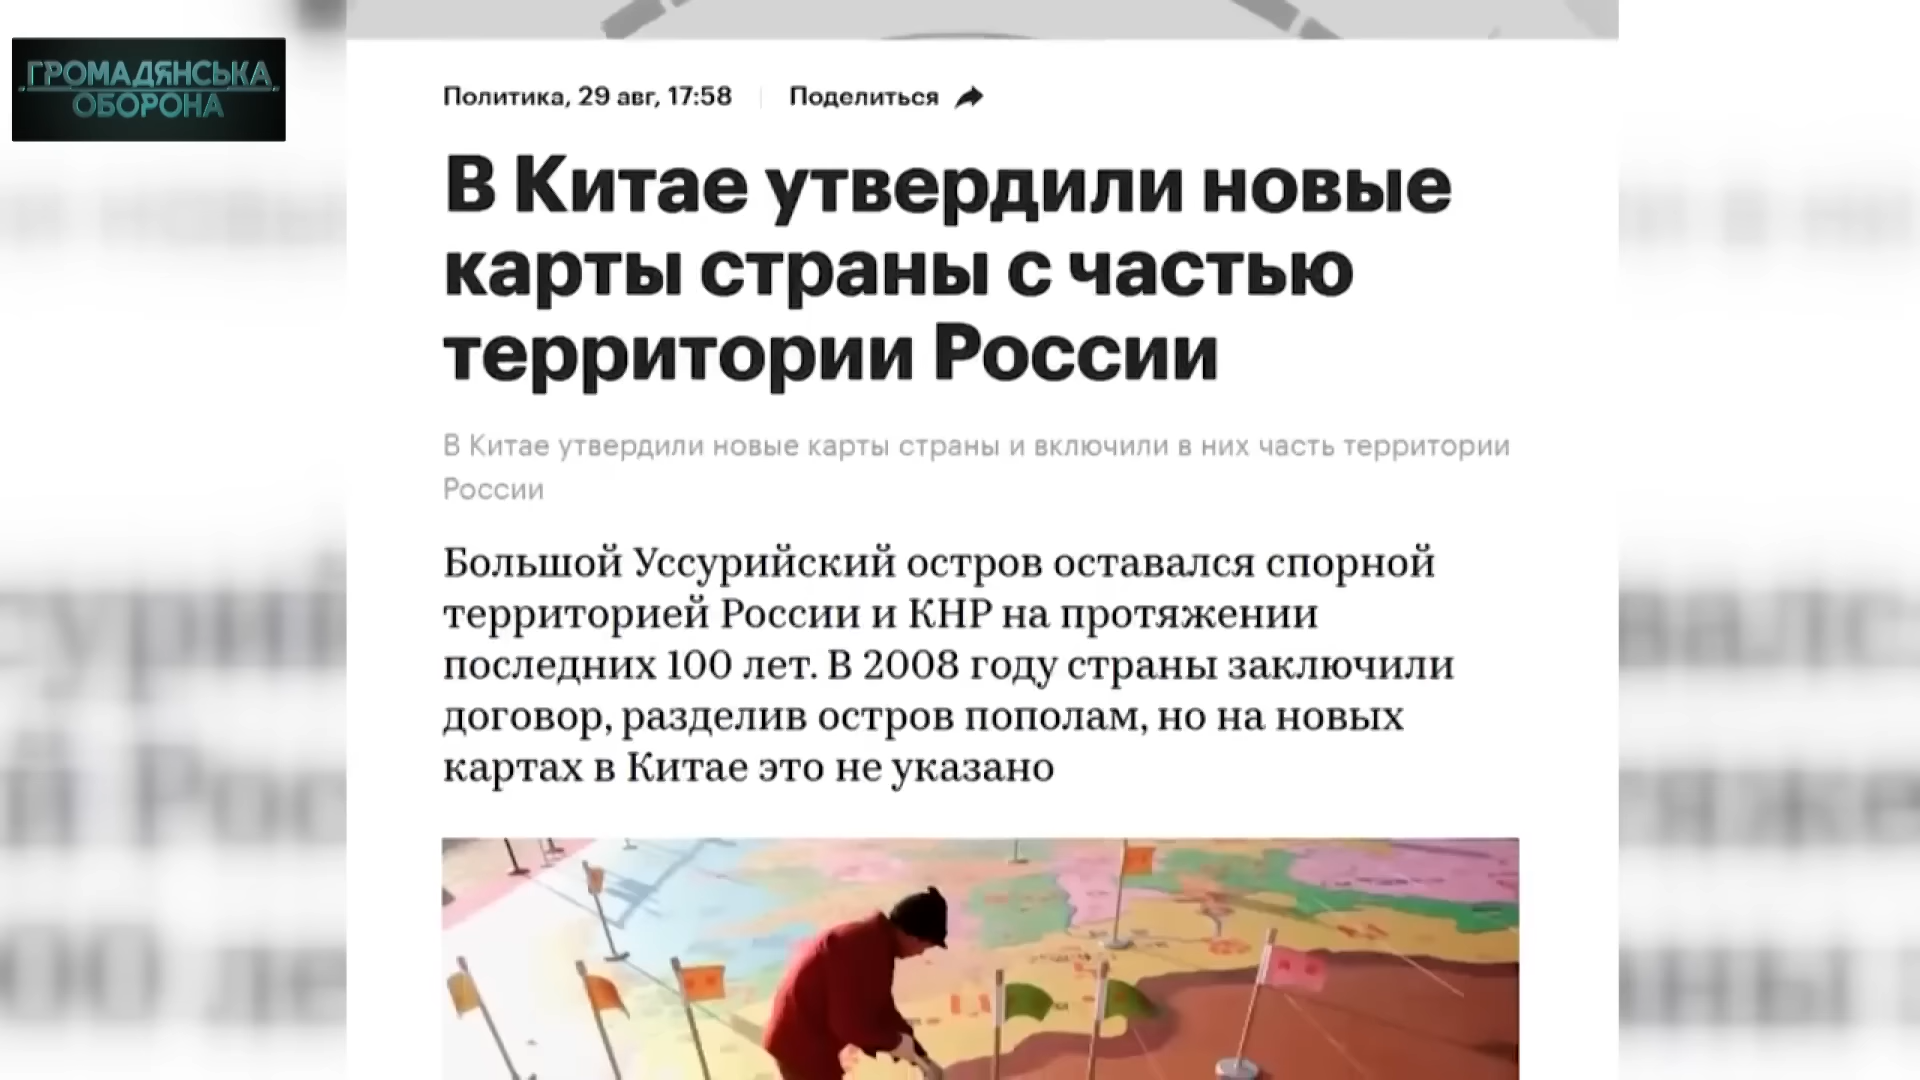 ГРОМАДЯНСЬКА
ОБОРОНА
Политика, 29 авг, 17:58
Поделиться
В Китае утвердили новые
карты страны с частью
территории России
В Китае утвердили новые карты страны и включили в них часть территории
России
Большой Уссурийский остров оставался спорной
территорией России и КНР на протяжении
последних 100 лет. В 2008 году страны заключили
договор, разделив остров пополам, но на новых
картах в Китае это не указано